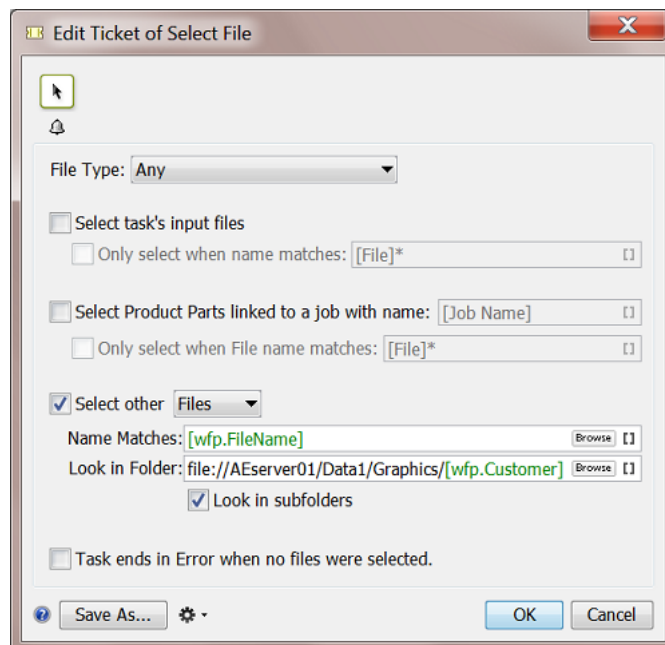 Edit Ticket of Select File
File Type: Any
Select task's input files
Only select when name matches: [File]*
Select Product Parts linked to a job with name: [Job Name]
Only select when File name matches: [File]*
Select other Files
Name Matches: [wfp.FileName] Browse []
Look in Folder: file://AEserver01/Data1/Graphics/[wfp.Customer] Browse []
Look in subfolders
Task ends in Error when no files were selected.
Save As... OK Cancel